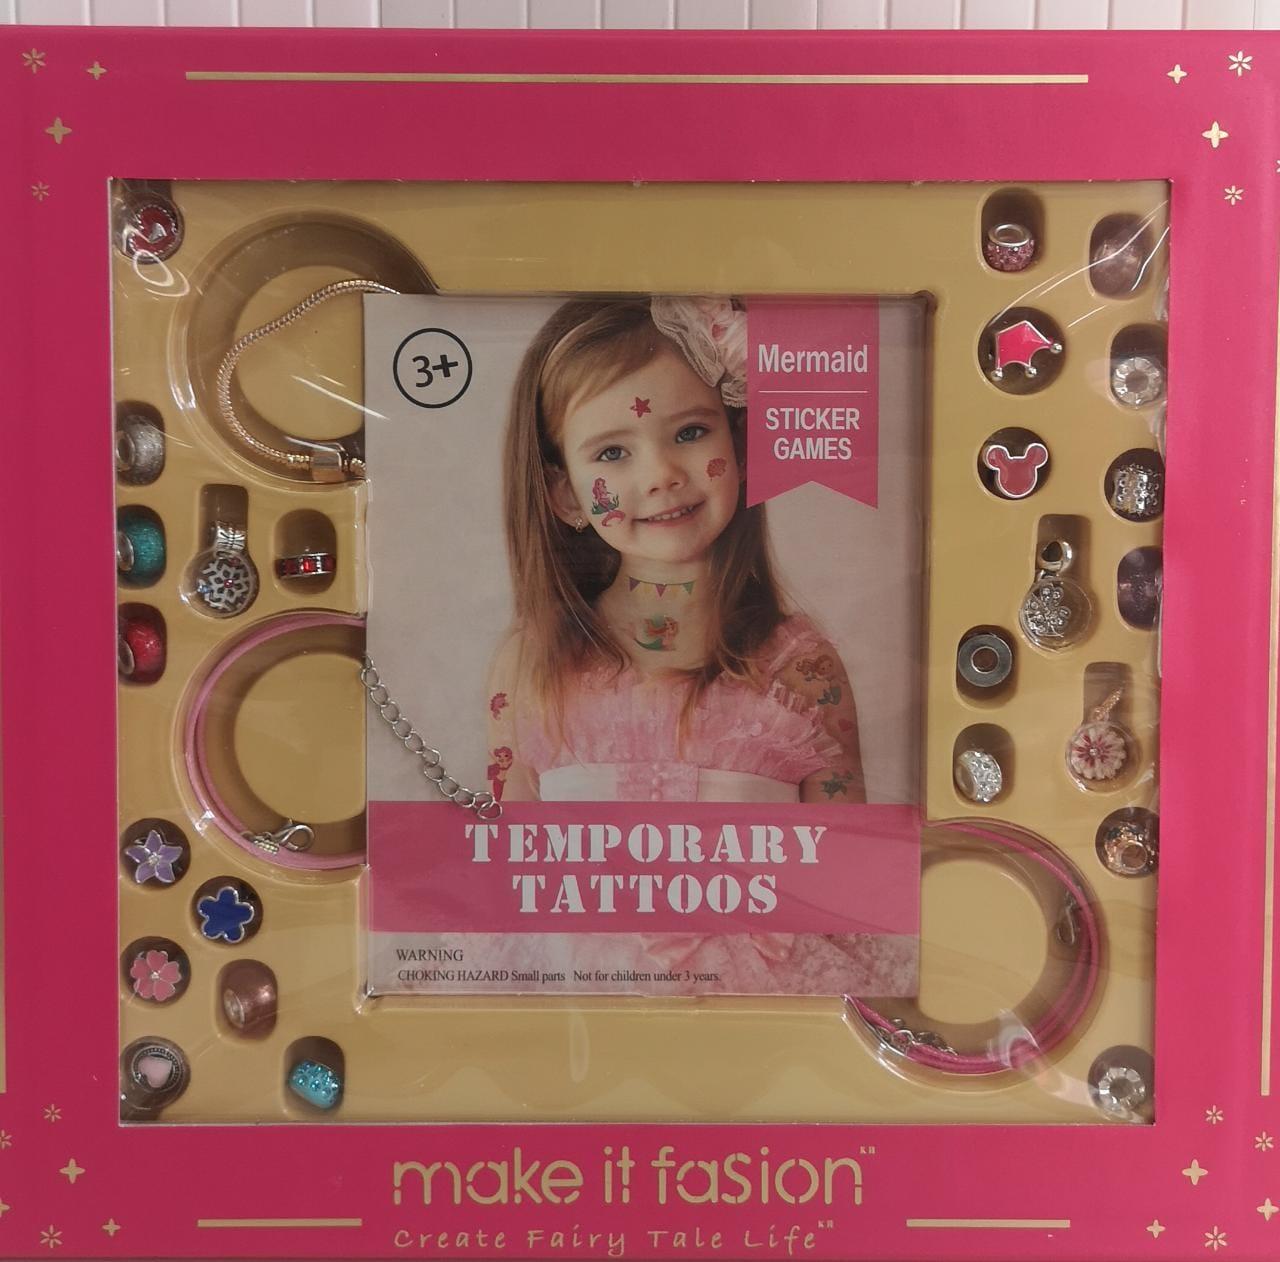 3+
Mermaid
STICKER
GAMES
TEMPORARY
TATTOOS
WARNING
CHOKING HAZARD Small parts Not for children under 3 years.
make it fasion
Create Fairy Tale Life